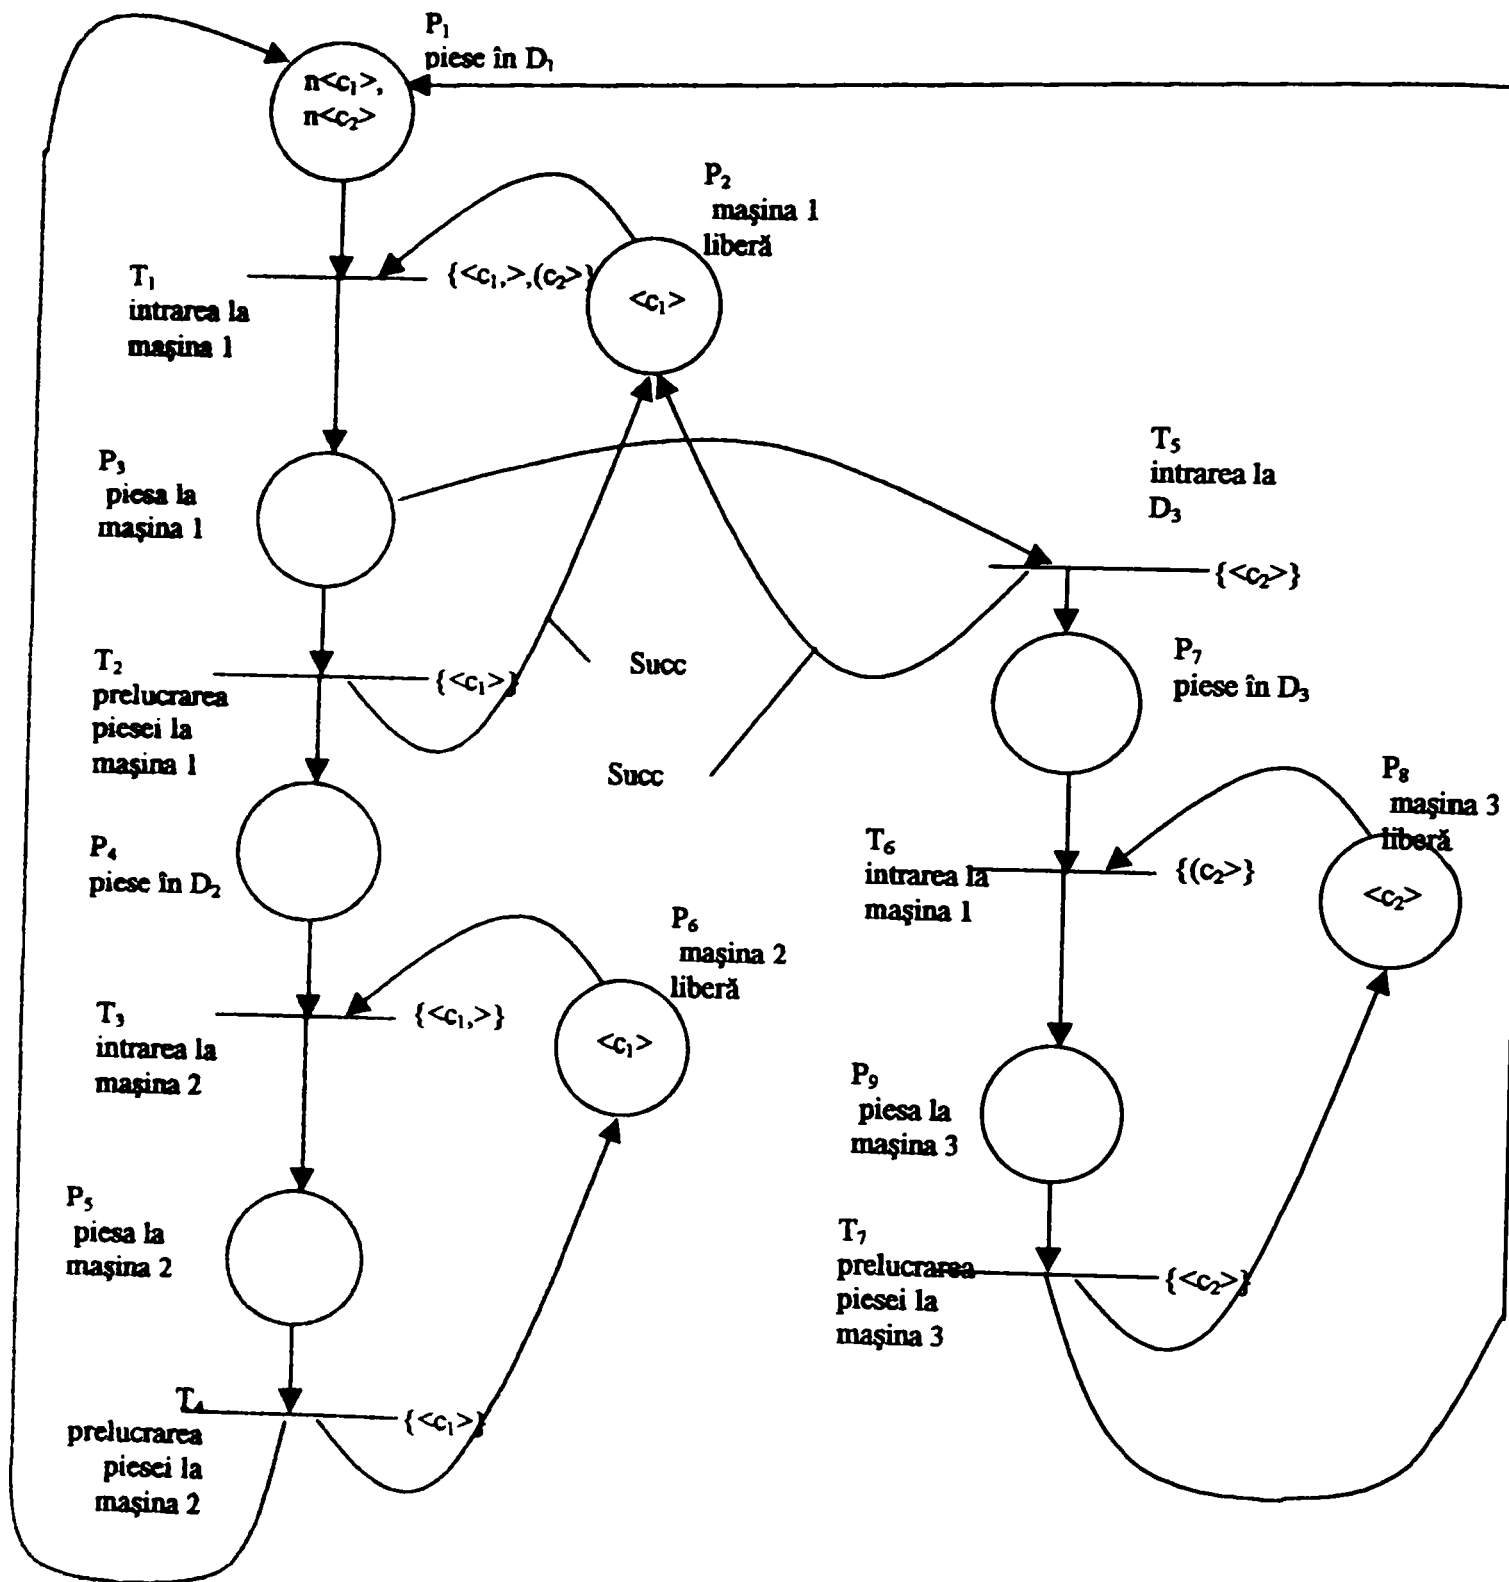 P₁
piese în D₁
n<c₁>,
n<c₂>
P₂
maşina 1
liberă
T₁
intrarea la
maşina 1
{<c₁,>,(c₂>}
<c₁>
P₃
piesa la
maşina 1
T₅
intrarea la
D₃
{<c₂>}
T₂
prelucrarea
piesei la
maşina 1
{<c₁>}
Succ
Succ
P₇
piese în D₃
P₄
piese în D₂
T₆
intrarea la
maşina 1
{(c₂>}
P₈
maşina 3
liberă
<c₂>
P₆
maşina 2
liberă
T₃
intrarea la
maşina 2
{<c₁,>}
<c₁>
P₉
piesa la
maşina 3
P₅
piesa la
maşina 2
T₇
prelucrarea
piesei la
maşina 3
{<c₂>}
T₄
prelucrarea
piesei la
maşina 2
{<c₁>}